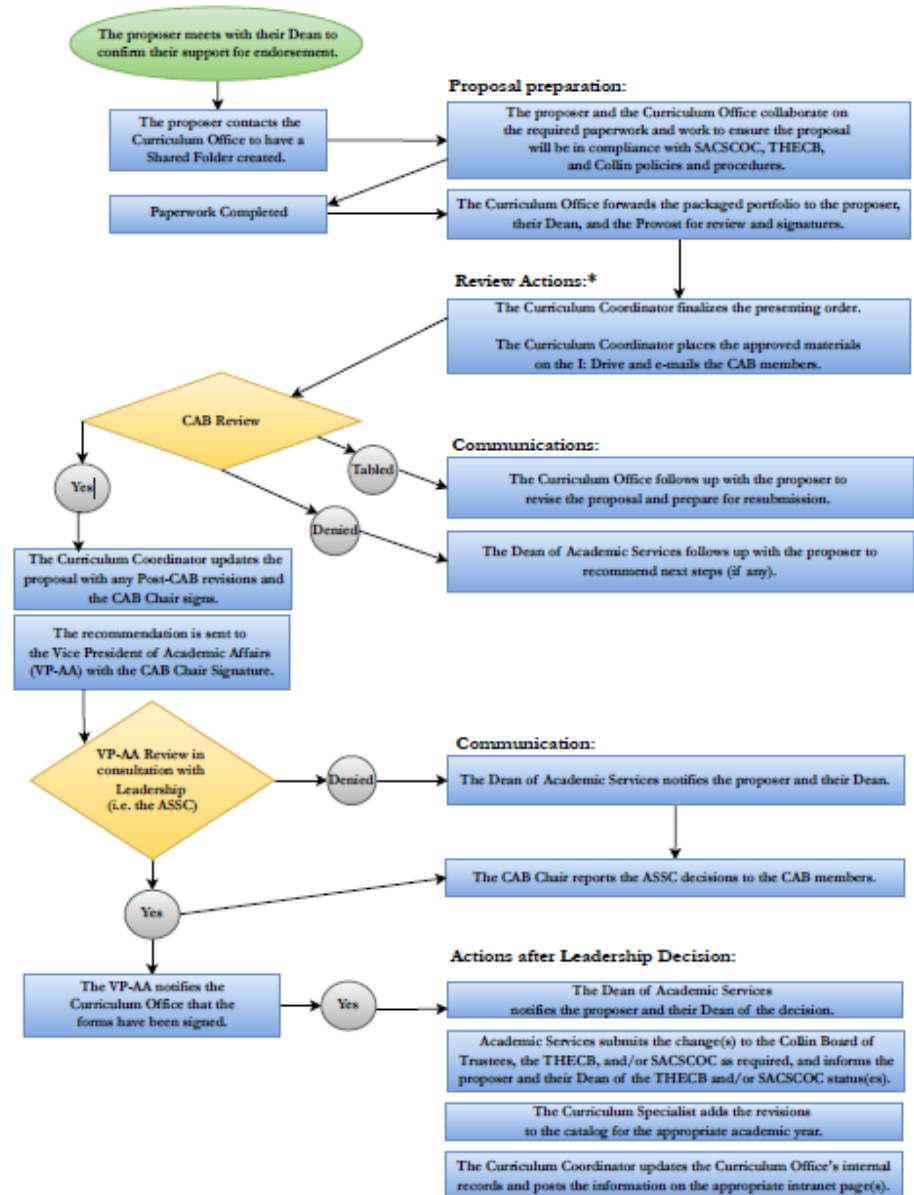 The proposer meets with their Dean to
confirm their support for endorsement.
Proposal preparation:
The proposer contacts the
Curriculum Office to have a
Shared Folder created.
The proposer and the Curriculum Office collaborate on
the required paperwork and work to ensure the proposal
will be in compliance with SACSCOC, THECB,
and Collin policies and procedures.
Paperwork Completed
The Curriculum Office forwards the packaged portfolio to the proposer,
their Dean, and the Provost for review and signatures.
Review Actions:*
The Curriculum Coordinator finalizes the presenting order.
The Curriculum Coordinator places the approved materials
on the I: Drive and e-mails the CAB members.
CAB Review
Communications:
Tabled
The Curriculum Office follows up with the proposer to
revise the proposal and prepare for resubmission.
Yes
Denied
The Dean of Academic Services follows up with the proposer to
recommend next steps (if any).
The Curriculum Coordinator updates the
proposal with any Post-CAB revisions and
the CAB Chair signs.
The recommendation is sent to
the Vice President of Academic Affairs
(VP-AA) with the CAB Chair Signature.
VP-AA Review in
consultation with
Leadership
(i.e. the ASSC)
Denied
Communication:
The Dean of Academic Services notifies the proposer and their Dean.
The CAB Chair reports the ASSC decisions to the CAB members.
Yes
Actions after Leadership Decision:
The VP-AA notifies the
Curriculum Office that the
forms have been signed.
Yes
The Dean of Academic Services
notifies the proposer and their Dean of the decision.
Academic Services submits the change(s) to the Collin Board of
Trustees, the THECB, and/or SACSCOC as required, and informs the
proposer and their Dean of the THECB and/or SACSCOC status(es).
The Curriculum Specialist adds the revisions
to the catalog for the appropriate academic year.
The Curriculum Coordinator updates the Curriculum Office's internal
records and posts the information on the appropriate intranet page(s).